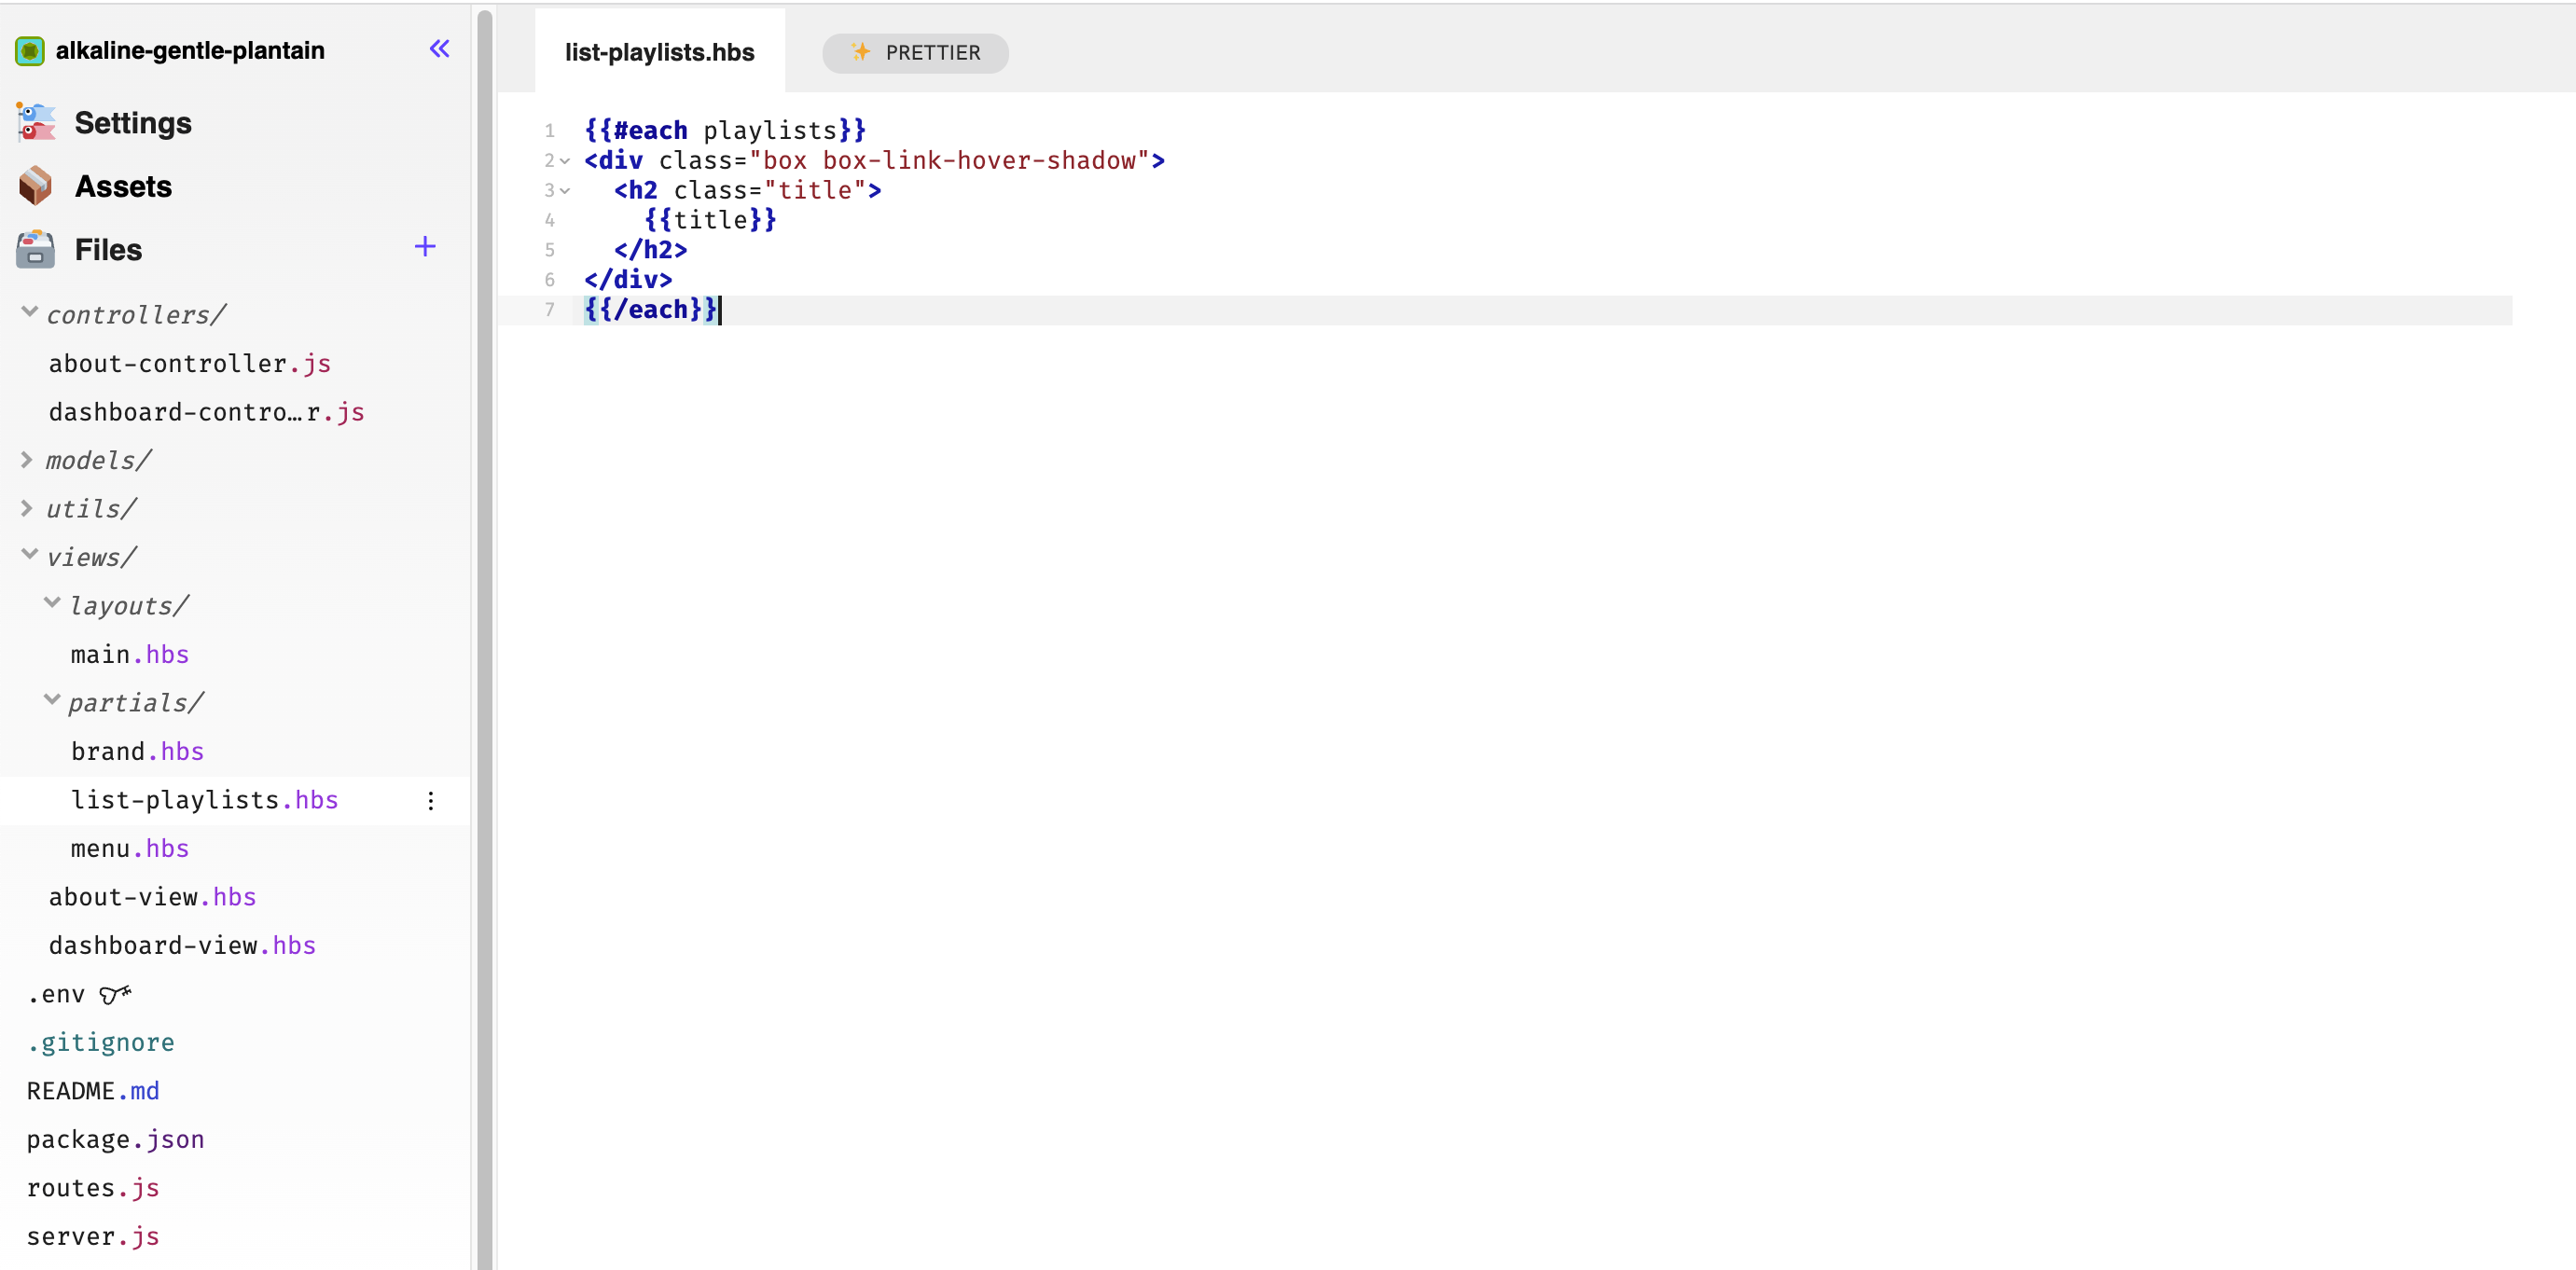 alkaline-gentle-plantain
Settings
Assets
Files
controllers/
about-controller.js
dashboard-contro…r.js
models/
utils/
views/
layouts/
main.hbs
partials/
brand.hbs
list-playlists.hbs
menu.hbs
about-view.hbs
dashboard-view.hbs
.env
.gitignore
README.md
package.json
routes.js
server.js
list-playlists.hbs
PRETTIER
1 {{#each playlists}}
2 <div class="box box-link-hover-shadow">
3   <h2 class="title">
4     {{title}}
5   </h2>
6 </div>
7 {{/each}}